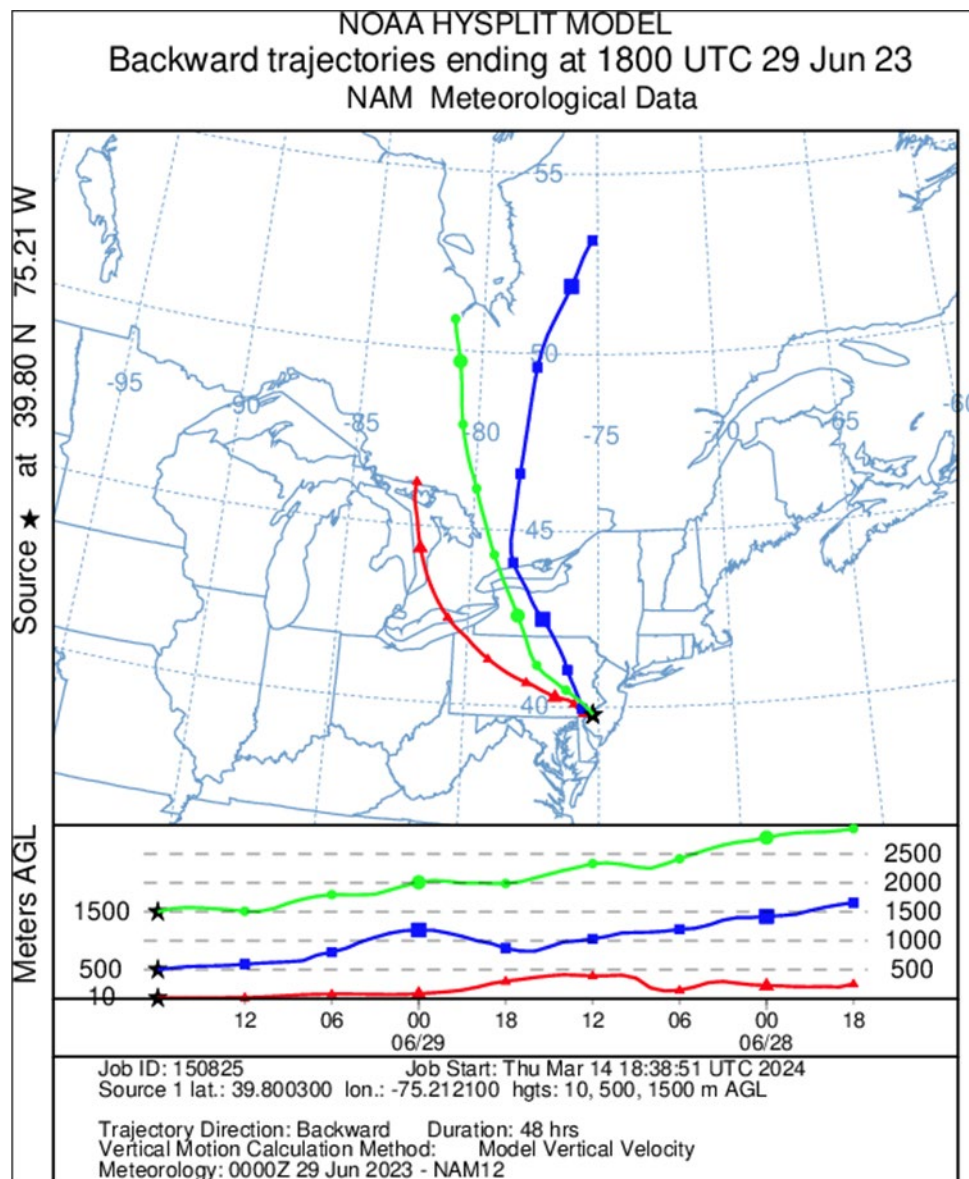 NOAA HYSPLIT MODEL
Backward trajectories ending at 1800 UTC 29 Jun 23
NAM Meteorological Data
Source ★ at 39.80 N 75.21 W
55
50
-95
-90
-85
-80
-75
-70
-65
-60
45
40
Meters AGL
2500
2000
1500 1500
1000
500 500
10
12 06 00 18 12 06 00 18
06/29 06/28
Job ID: 150825 Job Start: Thu Mar 14 18:38:51 UTC 2024
Source 1 lat.: 39.800300 lon.: -75.212100 hgts: 10, 500, 1500 m AGL
Trajectory Direction: Backward Duration: 48 hrs
Vertical Motion Calculation Method: Model Vertical Velocity
Meteorology: 0000Z 29 Jun 2023 - NAM12